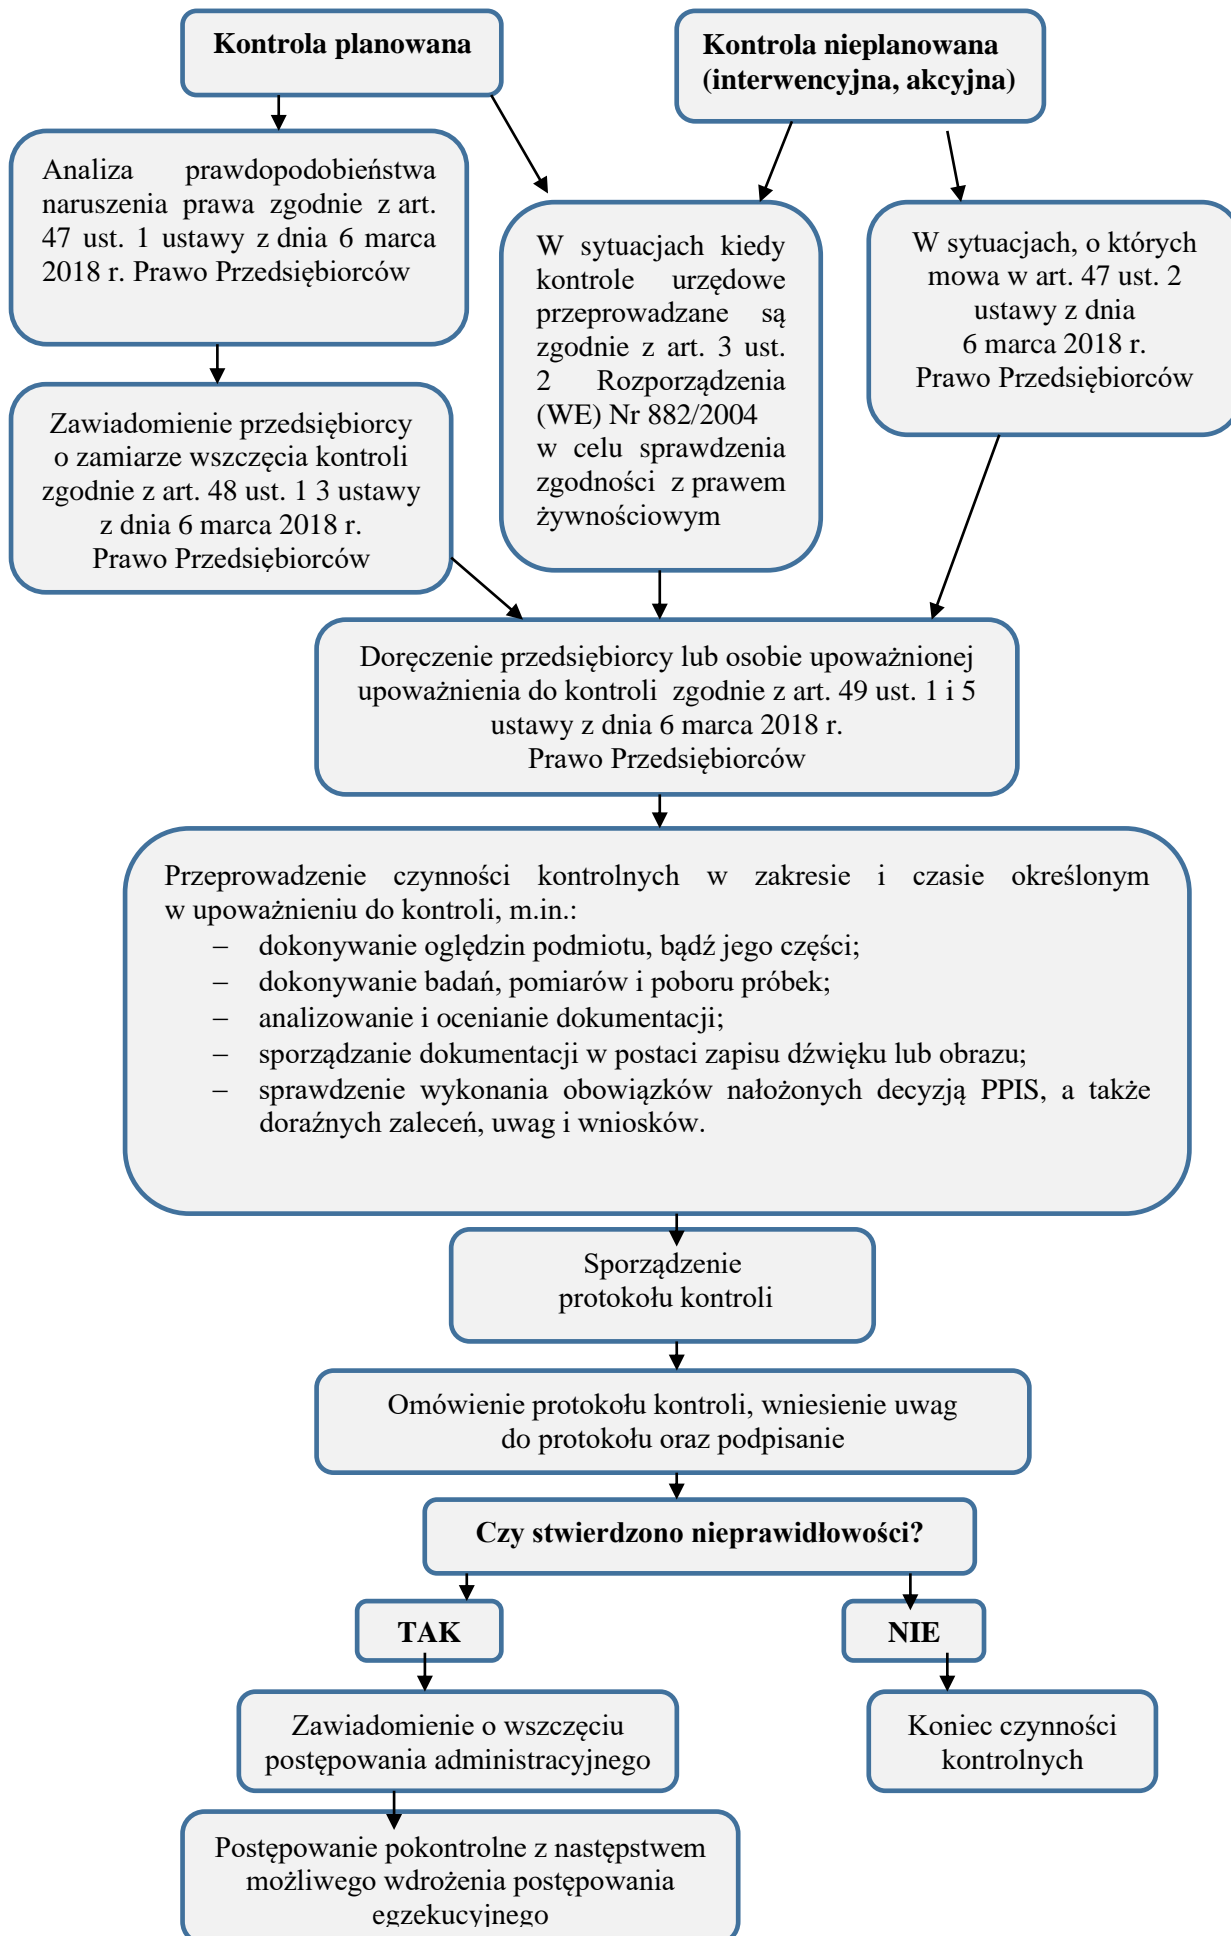 Kontrola planowana
Kontrola nieplanowana
(interwencyjna, akcyjna)
Analiza prawdopodobieństwa
naruszenia prawa zgodnie z art.
47 ust. 1 ustawy z dnia 6 marca
2018 r. Prawo Przedsiębiorców
W sytuacjach kiedy
kontrole urzędowe
przeprowadzane są
zgodnie z art. 3 ust.
2 Rozporządzenia
(WE) Nr 882/2004
w celu sprawdzenia
zgodności z prawem
żywnościowym
W sytuacjach, o których
mowa w art. 47 ust. 2
ustawy z dnia
6 marca 2018 r.
Prawo Przedsiębiorców
Zawiadomienie przedsiębiorcy
o zamiarze wszczęcia kontroli
zgodnie z art. 48 ust. 1 3 ustawy
z dnia 6 marca 2018 r.
Prawo Przedsiębiorców
Doręczenie przedsiębiorcy lub osobie upoważnionej
upoważnienia do kontroli zgodnie z art. 49 ust. 1 i 5
ustawy z dnia 6 marca 2018 r.
Prawo Przedsiębiorców
Przeprowadzenie czynności kontrolnych w zakresie i czasie określonym
w upoważnieniu do kontroli, m.in.:
– dokonywanie oględzin podmiotu, bądź jego części;
– dokonywanie badań, pomiarów i poboru próbek;
– analizowanie i ocenianie dokumentacji;
– sporządzanie dokumentacji w postaci zapisu dźwięku lub obrazu;
– sprawdzenie wykonania obowiązków nałożonych decyzją PPIS, a także
doraźnych zaleceń, uwag i wniosków.
Sporządzenie
protokołu kontroli
Omówienie protokołu kontroli, wniesienie uwag
do protokołu oraz podpisanie
Czy stwierdzono nieprawidłowości?
TAK
NIE
Zawiadomienie o wszczęciu
postępowania administracyjnego
Koniec czynności
kontrolnych
Postępowanie pokontrolne z następstwem
możliwego wdrożenia postępowania
egzekucyjnego